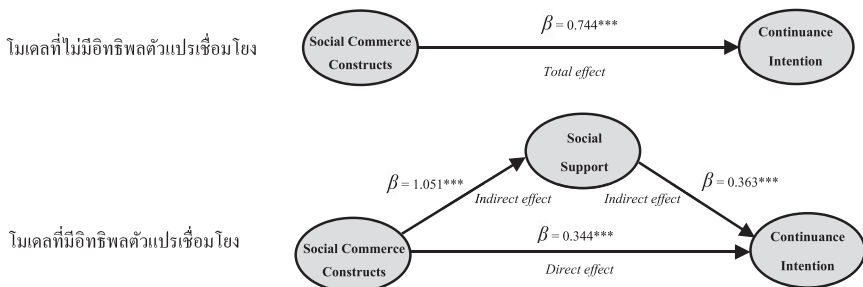 โมเดลที่ไม่มีอิทธิพลตัวแปรเชื่อมโยง
Social Commerce
Constructs
β = 0.744***
Total effect
Continuance
Intention
Social
Support
β = 1.051***
Indirect effect
Indirect effect
β = 0.363***
โมเดลที่มีอิทธิพลตัวแปรเชื่อมโยง
Social Commerce
Constructs
β = 0.344***
Direct effect
Continuance
Intention